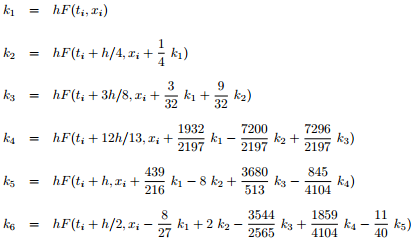 k₁ = hF(tᵢ, xᵢ)
k₂ = hF(tᵢ + h/4, xᵢ + 1/4 k₁)
k₃ = hF(tᵢ + 3h/8, xᵢ + 3/32 k₁ + 9/32 k₂)
k₄ = hF(tᵢ + 12h/13, xᵢ + 1932/2197 k₁ − 7200/2197 k₂ + 7296/2197 k₃)
k₅ = hF(tᵢ + h, xᵢ + 439/216 k₁ − 8 k₂ + 3680/513 k₃ − 845/4104 k₄)
k₆ = hF(tᵢ + h/2, xᵢ − 8/27 k₁ + 2 k₂ − 3544/2565 k₃ + 1859/4104 k₄ − 11/40 k₅)